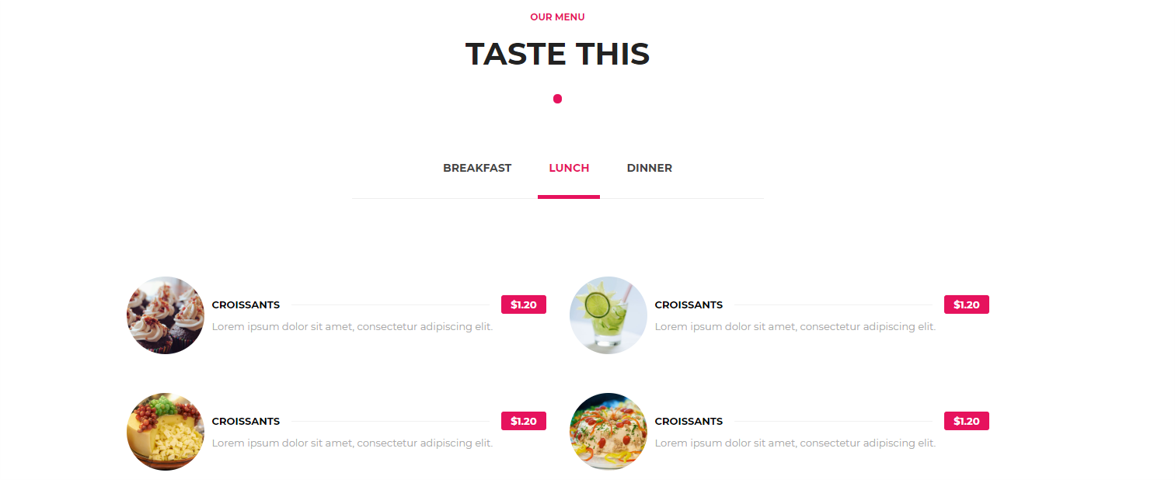 OUR MENU
TASTE THIS
BREAKFAST LUNCH DINNER
CROISSANTS $1.20
Lorem ipsum dolor sit amet, consectetur adipiscing elit.
CROISSANTS $1.20
Lorem ipsum dolor sit amet, consectetur adipiscing elit.
CROISSANTS $1.20
Lorem ipsum dolor sit amet, consectetur adipiscing elit.
CROISSANTS $1.20
Lorem ipsum dolor sit amet, consectetur adipiscing elit.